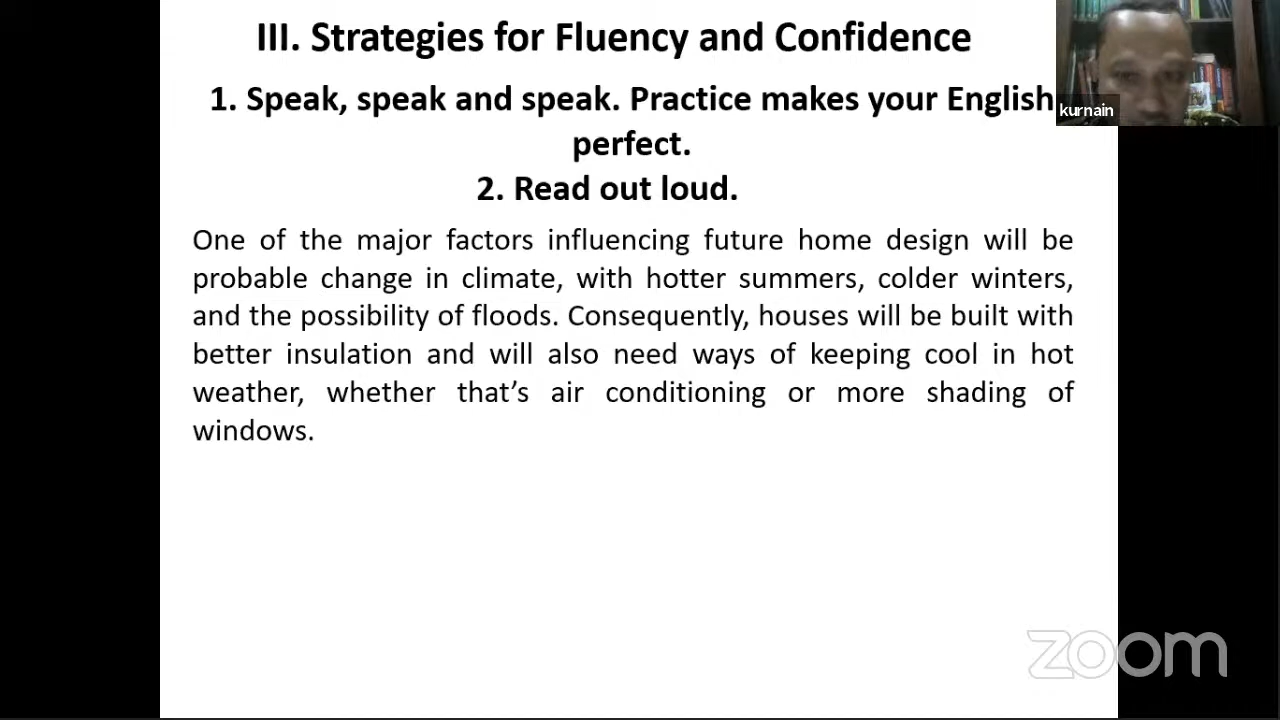 III. Strategies for Fluency and Confidence
1. Speak, speak and speak. Practice makes your English
perfect.
2. Read out loud.
One of the major factors influencing future home design will be
probable change in climate, with hotter summers, colder winters,
and the possibility of floods. Consequently, houses will be built with
better insulation and will also need ways of keeping cool in hot
weather, whether that’s air conditioning or more shading of
windows.
kurnain
zoom